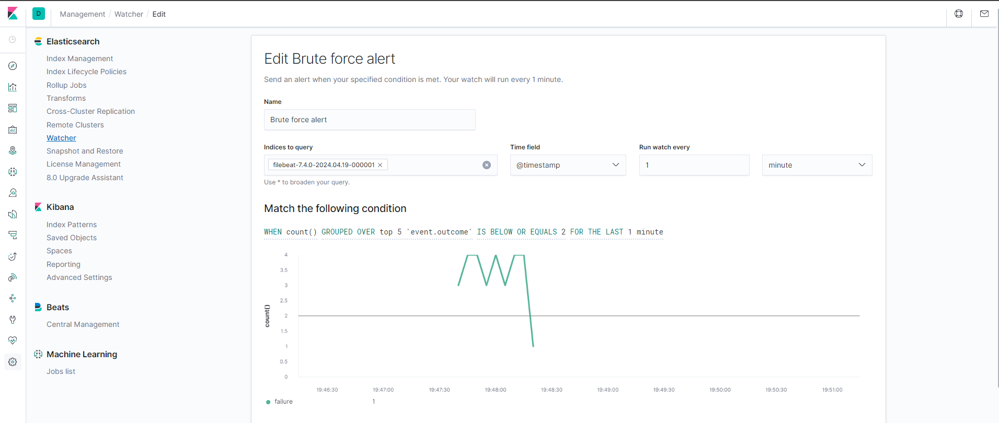 D
Management / Watcher / Edit
Elasticsearch
Index Management
Index Lifecycle Policies
Rollup Jobs
Transforms
Cross-Cluster Replication
Remote Clusters
Watcher
Snapshot and Restore
License Management
8.0 Upgrade Assistant
Kibana
Index Patterns
Saved Objects
Spaces
Reporting
Advanced Settings
Beats
Central Management
Machine Learning
Jobs list
Edit Brute force alert
Send an alert when your specified condition is met. Your watch will run every 1 minute.
Name
Brute force alert
Indices to query
Time field
Run watch every
filebeat-7.4.0-2024.04.19-000001
@timestamp
1
minute
Use * to broaden your query.
Match the following condition
WHEN count() GROUPED OVER top 5 'event.outcome' IS BELOW OR EQUALS 2 FOR THE LAST 1 minute
4
3.5
3
2.5
2
1.5
1
0.5
0
count()
19:46:30 19:47:00 19:47:30 19:48:00 19:48:30 19:49:00 19:49:30 19:50:00 19:50:30 19:51:00
failure 1